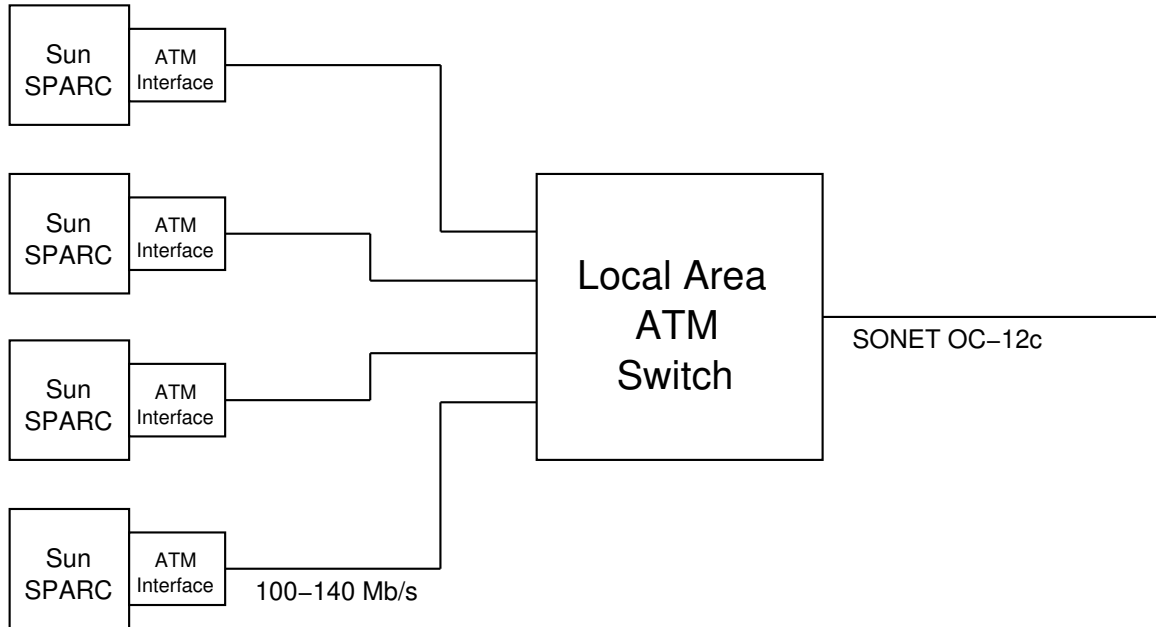 Sun
SPARC
ATM
Interface
Sun
SPARC
ATM
Interface
Sun
SPARC
ATM
Interface
Sun
SPARC
ATM
Interface
100−140 Mb/s
Local Area
ATM
Switch
SONET OC−12c